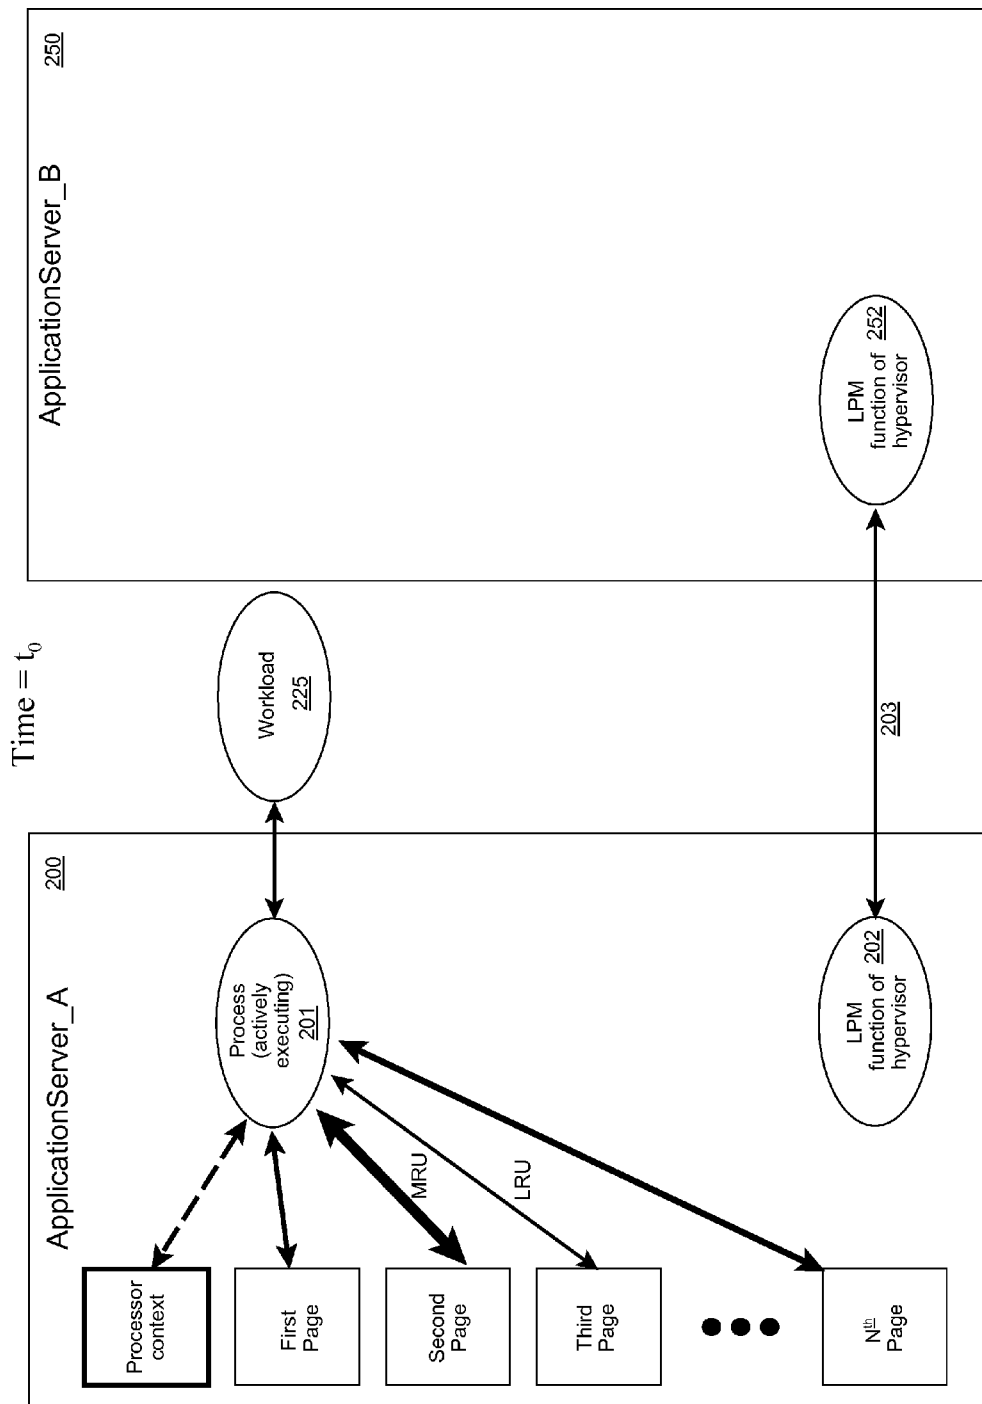 Time = t0
ApplicationServer_A
200
Processor
context
First
Page
Second
Page
Third
Page
Nth
Page
MRU
LRU
Process
(actively
executing)
201
LPM
function of 202
hypervisor
Workload
225
203
ApplicationServer_B
250
LPM
function of 252
hypervisor